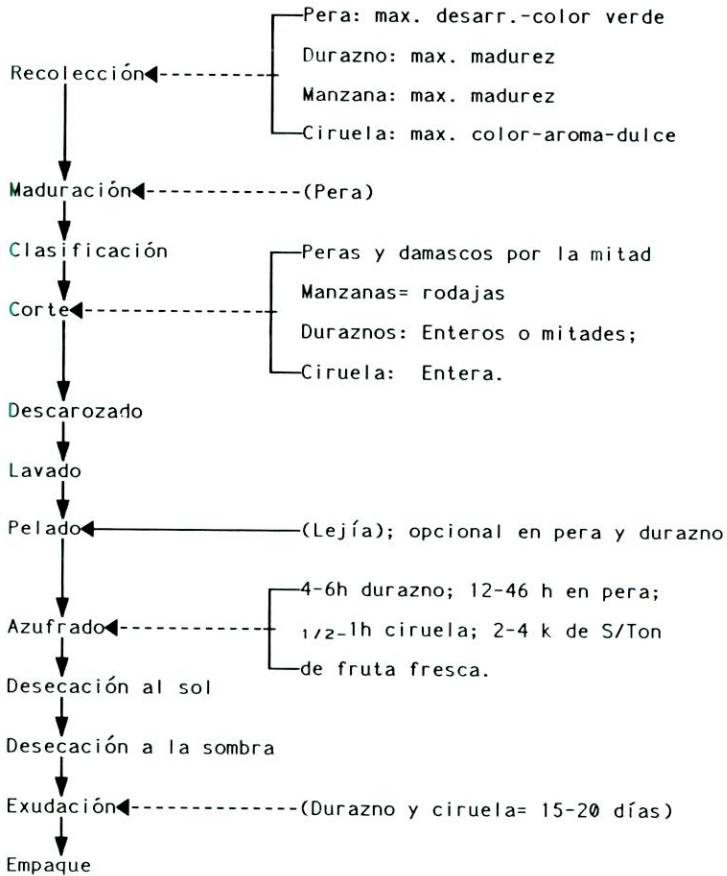 Pera: max. desarr.-color verde
Durazno: max. madurez
Recolección
Manzana: max. madurez
Ciruela: max. color-aroma-dulce
Maduración
(Pera)
Clasificación
Peras y damascos por la mitad
Manzanas= rodajas
Corte
Duraznos: Enteros o mitades;
Ciruela: Entera.
Descarozado
Lavado
Pelado
(Lejía); opcional en pera y durazno
4-6h durazno; 12-46 h en pera;
Azufrado
1/2-1h ciruela; 2-4 k de S/Ton
de fruta fresca.
Desecación al sol
Desecación a la sombra
Exudación
(Durazno y ciruela= 15-20 días)
Empaque